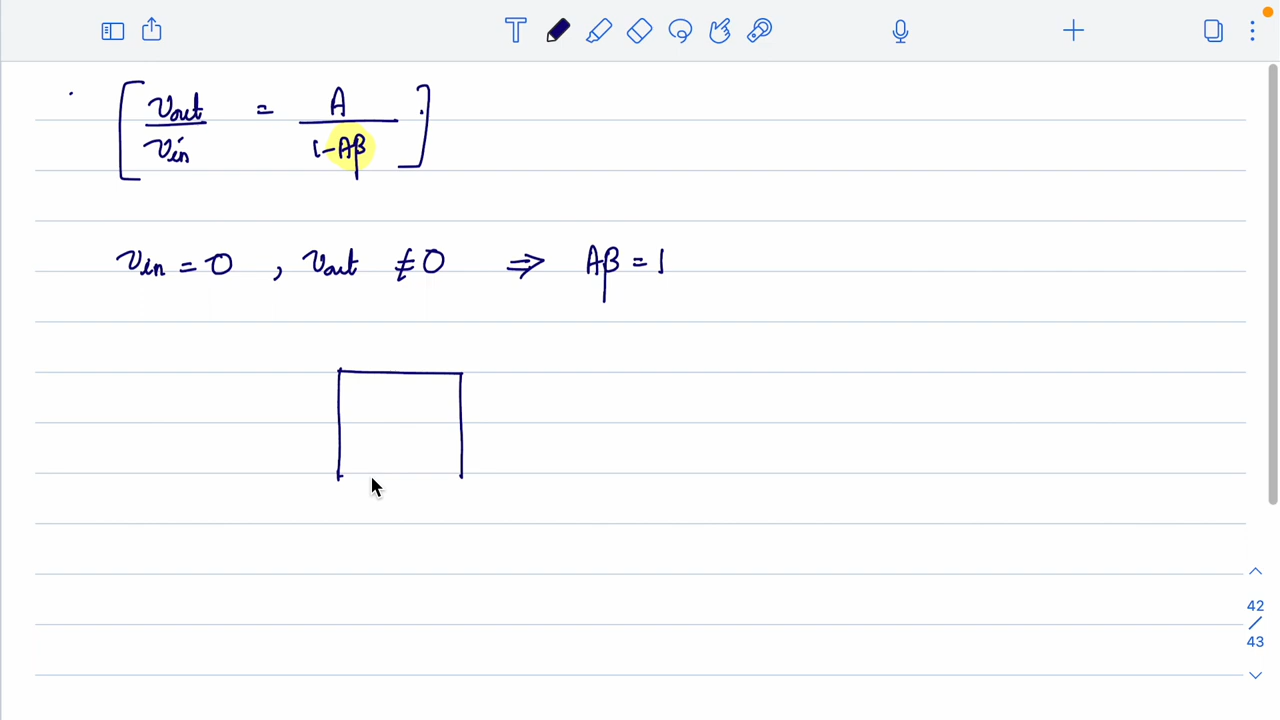 Vout = A
Vin 1-Aβ
Vin = 0 , Vout ≠ 0 ⇒ Aβ = 1
42
/
43